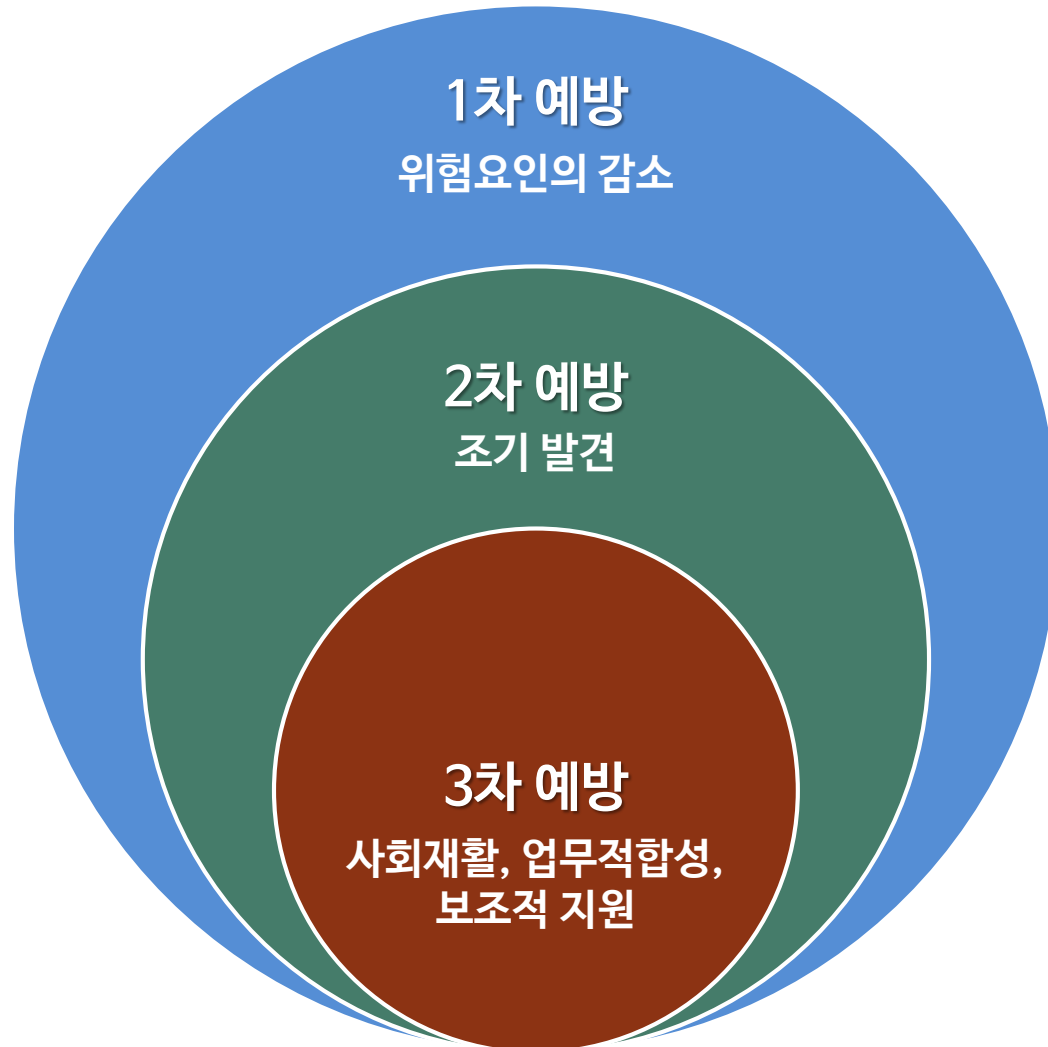 1차 예방
위험요인의 감소
2차 예방
조기 발견
3차 예방
사회재활, 업무적합성,
보조적 지원